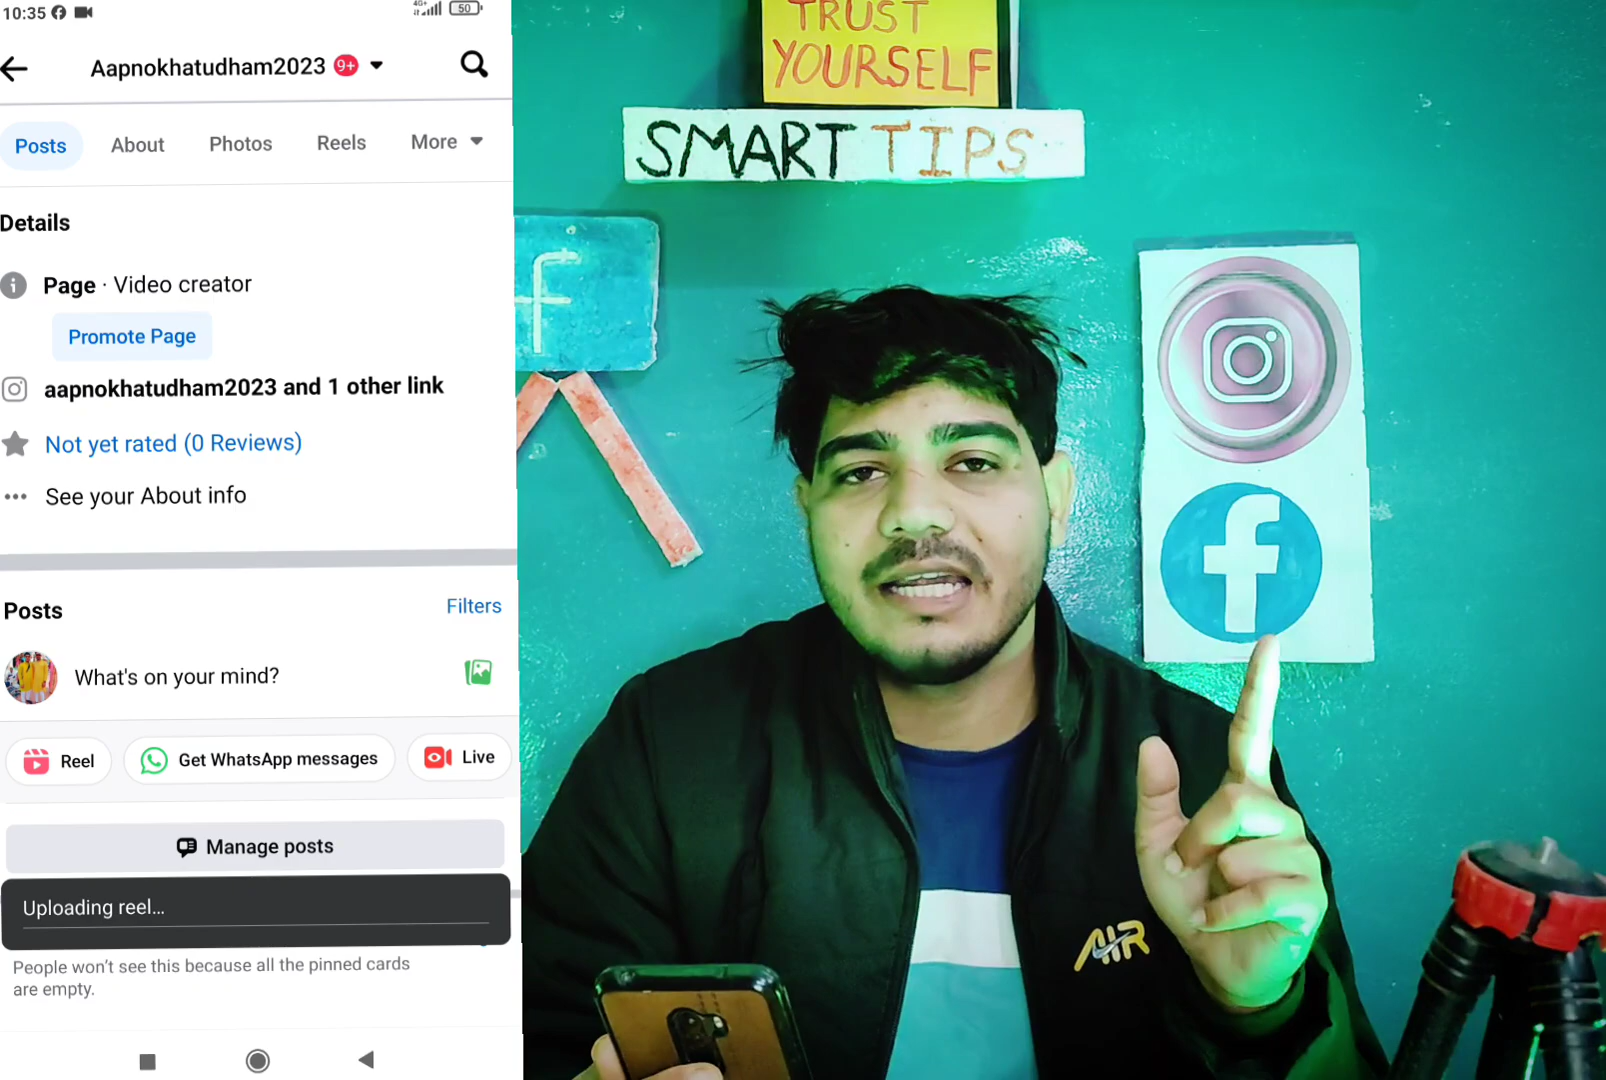 10:35
4G+
50
Aapnokhatudham2023 9+
Posts
About
Photos
Reels
More
Details
Page · Video creator
Promote Page
aapnokhatudham2023 and 1 other link
Not yet rated (0 Reviews)
See your About info
Posts
Filters
What's on your mind?
Reel
Get WhatsApp messages
Live
Manage posts
Uploading reel...
People won't see this because all the pinned cards
are empty.
TRUST
YOURSELF
SMART TIPS
f
f
AIR